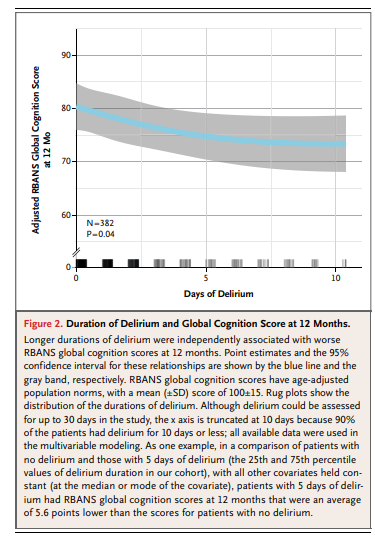 Adjusted RBANS Global Cognition Score
at 12 Mo
90
80
70
60
0
N=382
P=0.04
0
5
10
Days of Delirium
Figure 2. Duration of Delirium and Global Cognition Score at 12 Months.
Longer durations of delirium were independently associated with worse
RBANS global cognition scores at 12 months. Point estimates and the 95%
confidence interval for these relationships are shown by the blue line and the
gray band, respectively. RBANS global cognition scores have age-adjusted
population norms, with a mean (±SD) score of 100±15. Rug plots show the
distribution of the durations of delirium. Although delirium could be assessed
for up to 30 days in the study, the x axis is truncated at 10 days because 90%
of the patients had delirium for 10 days or less; all available data were used in
the multivariable modeling. As one example, in a comparison of patients with
no delirium and those with 5 days of delirium (the 25th and 75th percentile
values of delirium duration in our cohort), with all other covariates held con-
stant (at the median or mode of the covariate), patients with 5 days of delir-
ium had RBANS global cognition scores at 12 months that were an average
of 5.6 points lower than the scores for patients with no delirium.